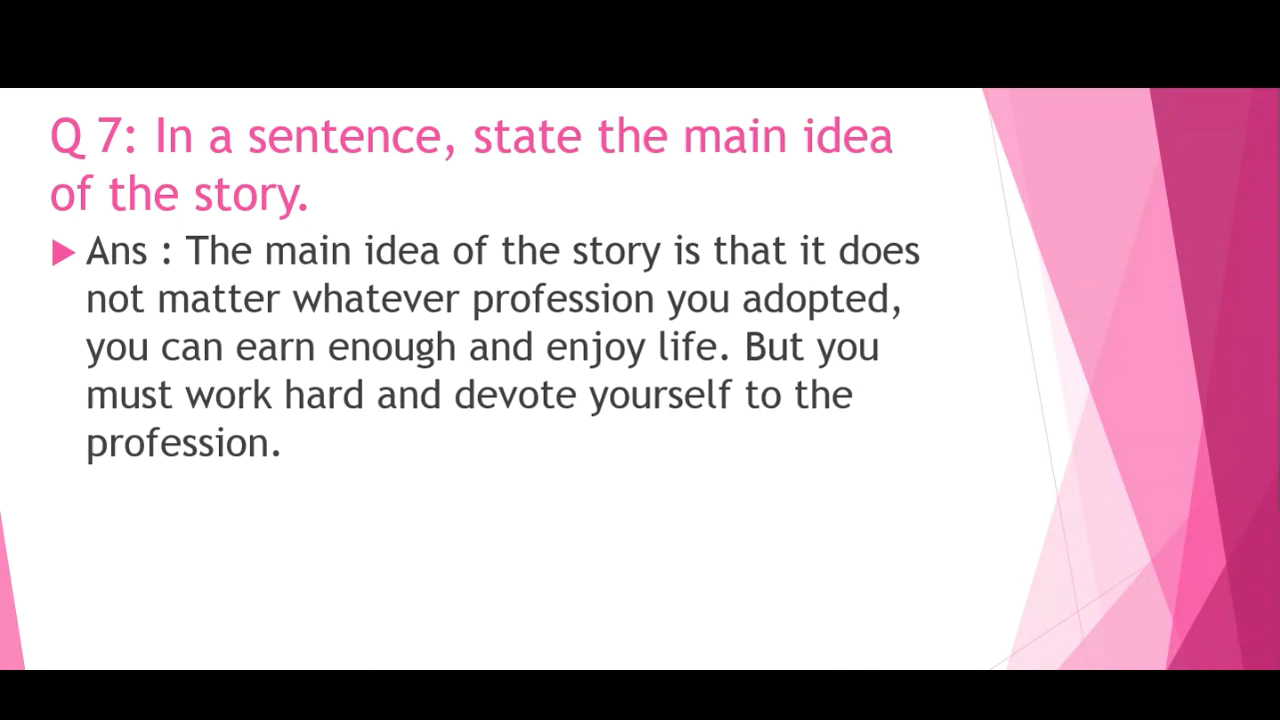 Q 7: In a sentence, state the main idea
of the story.
Ans : The main idea of the story is that it does
not matter whatever profession you adopted,
you can earn enough and enjoy life. But you
must work hard and devote yourself to the
profession.